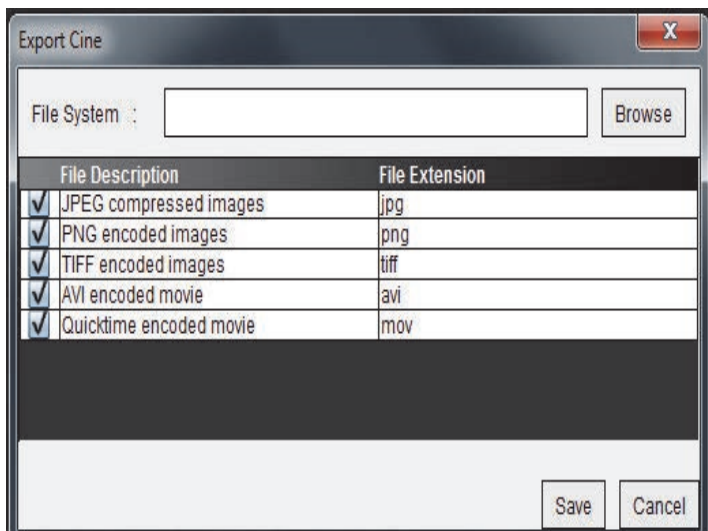 Export Cine
X
File System :
Browse
File Description File Extension
JPEG compressed images jpg
PNG encoded images png
TIFF encoded images tiff
AVI encoded movie avi
Quicktime encoded movie mov
Save Cancel